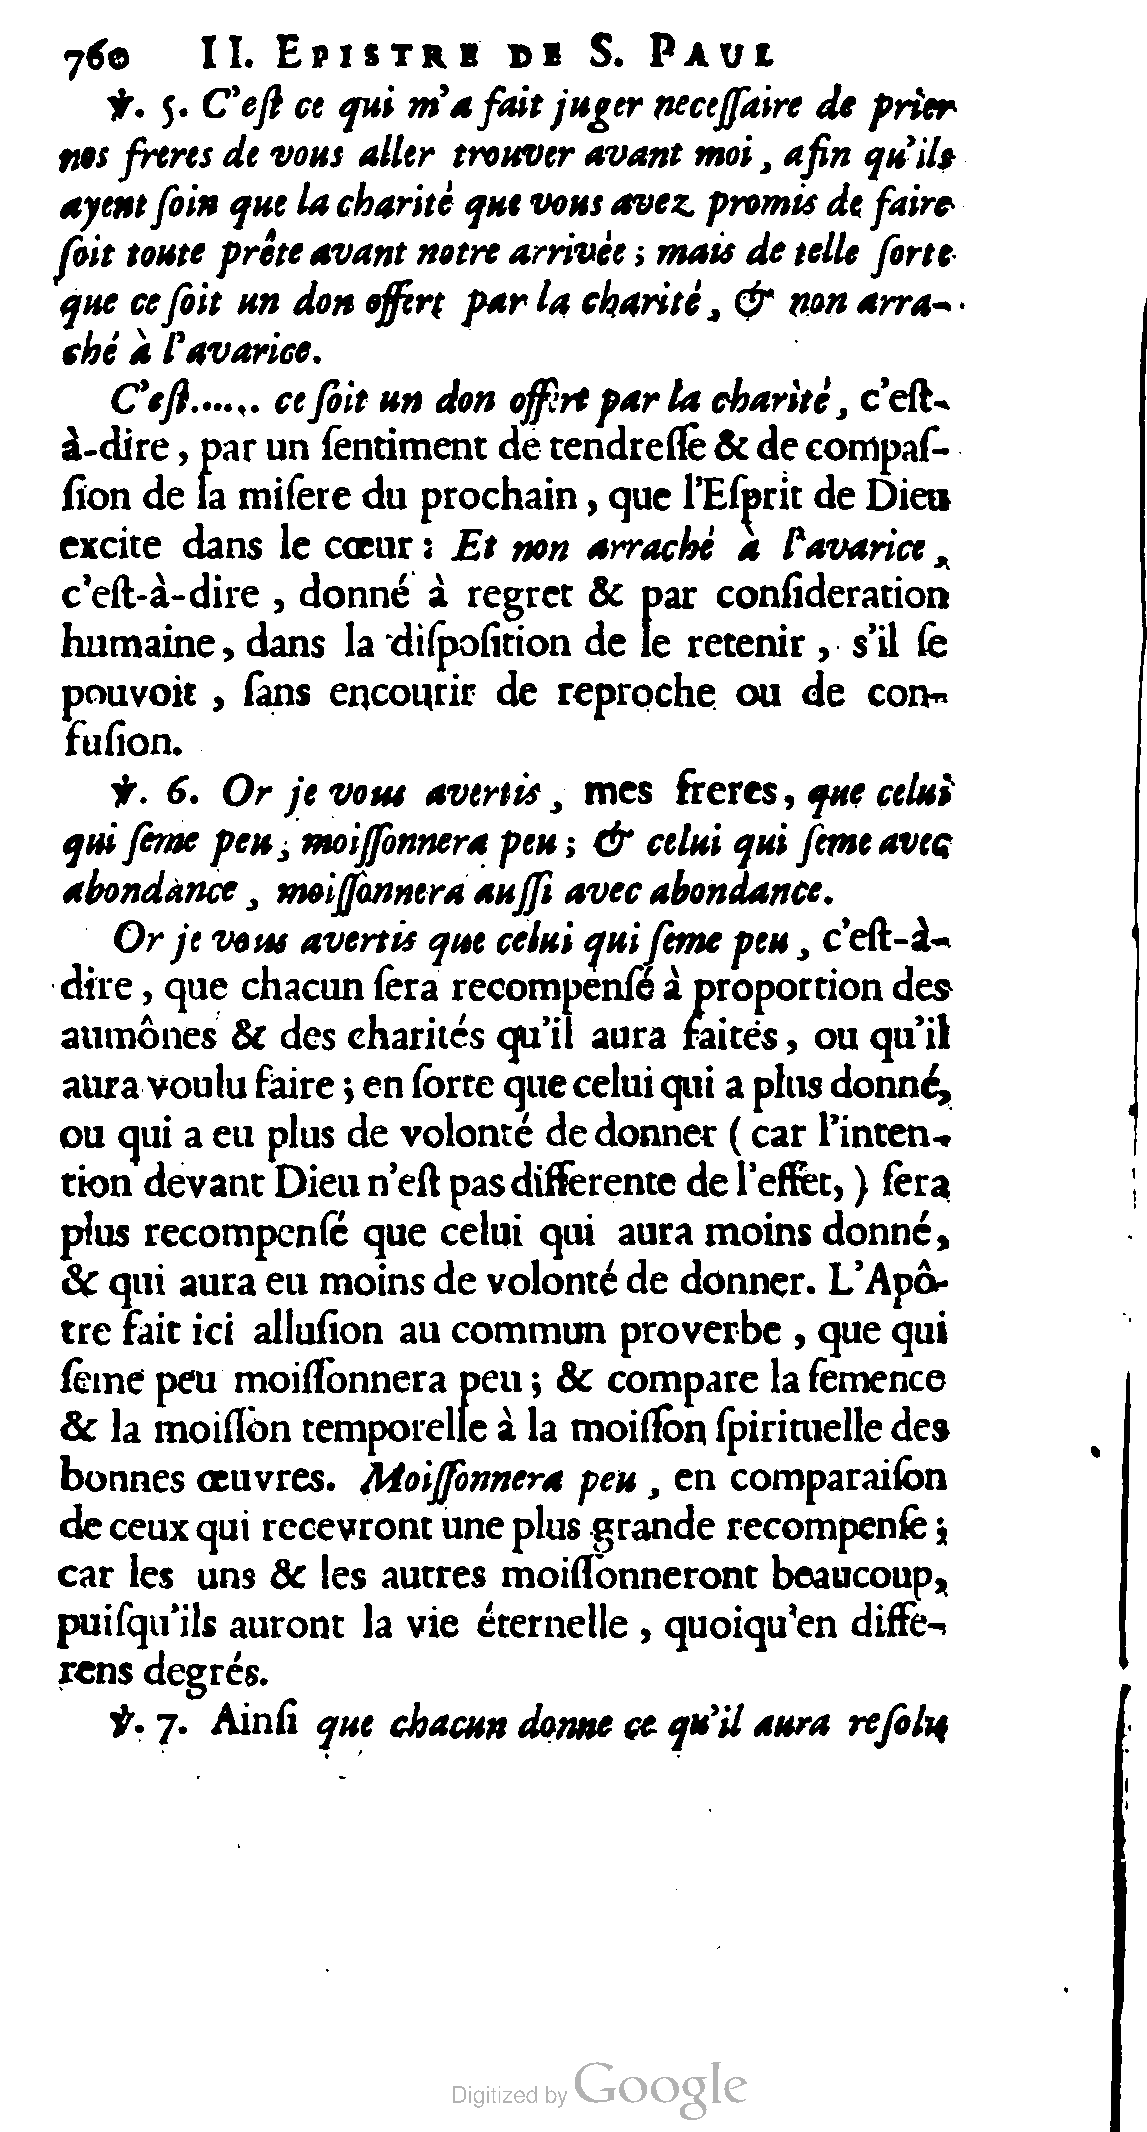 760 II. EPISTRE DE S. PAUL
℣. 5. C'eſt ce qui m'a fait juger neceſſaire de prier
nos freres de vous aller trouver avant moi, afin qu'ils
ayent ſoin que la charité que vous avez promis de faire
ſoit toute prête avant notre arrivée ; mais de telle ſorte
que ce ſoit un don offert par la charité, & non arra-
ché à l'avarice.
C'eſt...... ce ſoit un don offert par la charité, c'eſt-
à-dire, par un ſentiment de tendreſſe & de compaſ-
ſion de la miſere du prochain, que l'Eſprit de Dieu
excite dans le cœur : Et non arraché à l'avarice,
c'eſt-à-dire, donné à regret & par conſideration
humaine, dans la diſpoſition de le retenir, s'il ſe
pouvoit, ſans encourir de reproche ou de con-
fuſion.
℣. 6. Or je vous avertis, mes freres, que celui
qui ſeme peu, moiſſonnera peu ; & celui qui ſeme avec
abondance, moiſſonnera auſſi avec abondance.
Or je vous avertis que celui qui ſeme peu, c'eſt-à-
dire, que chacun ſera recompenſé à proportion des
aumônes & des charités qu'il aura faites, ou qu'il
aura voulu faire ; en ſorte que celui qui a plus donné,
ou qui a eu plus de volonté de donner ( car l'inten-
tion devant Dieu n'eſt pas differente de l'effet, ) ſera
plus recompenſé que celui qui aura moins donné,
& qui aura eu moins de volonté de donner. L'Apô-
tre fait ici alluſion au commun proverbe, que qui
ſeme peu moiſſonnera peu ; & compare la ſemence
& la moiſſon temporelle à la moiſſon ſpirituelle des
bonnes œuvres. Moiſſonnera peu, en comparaiſon
de ceux qui recevront une plus grande recompenſe ;
car les uns & les autres moiſſonneront beaucoup,
puiſqu'ils auront la vie éternelle, quoiqu'en diffe-
rens degrés.
℣. 7. Ainſi que chacun donne ce qu'il aura reſolu
Digitized by Google